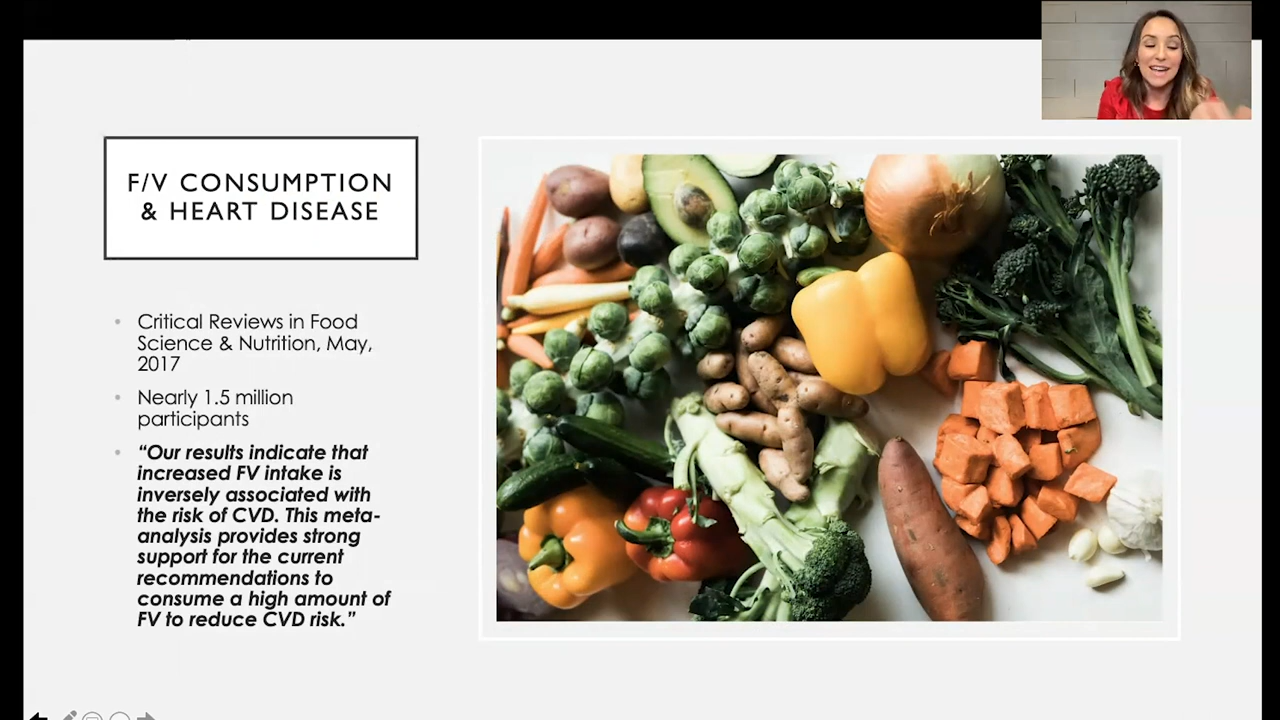 F/V CONSUMPTION
& HEART DISEASE
Critical Reviews in Food
Science & Nutrition, May,
2017
Nearly 1.5 million
participants
“Our results indicate that
increased FV intake is
inversely associated with
the risk of CVD. This meta-
analysis provides strong
support for the current
recommendations to
consume a high amount of
FV to reduce CVD risk.”